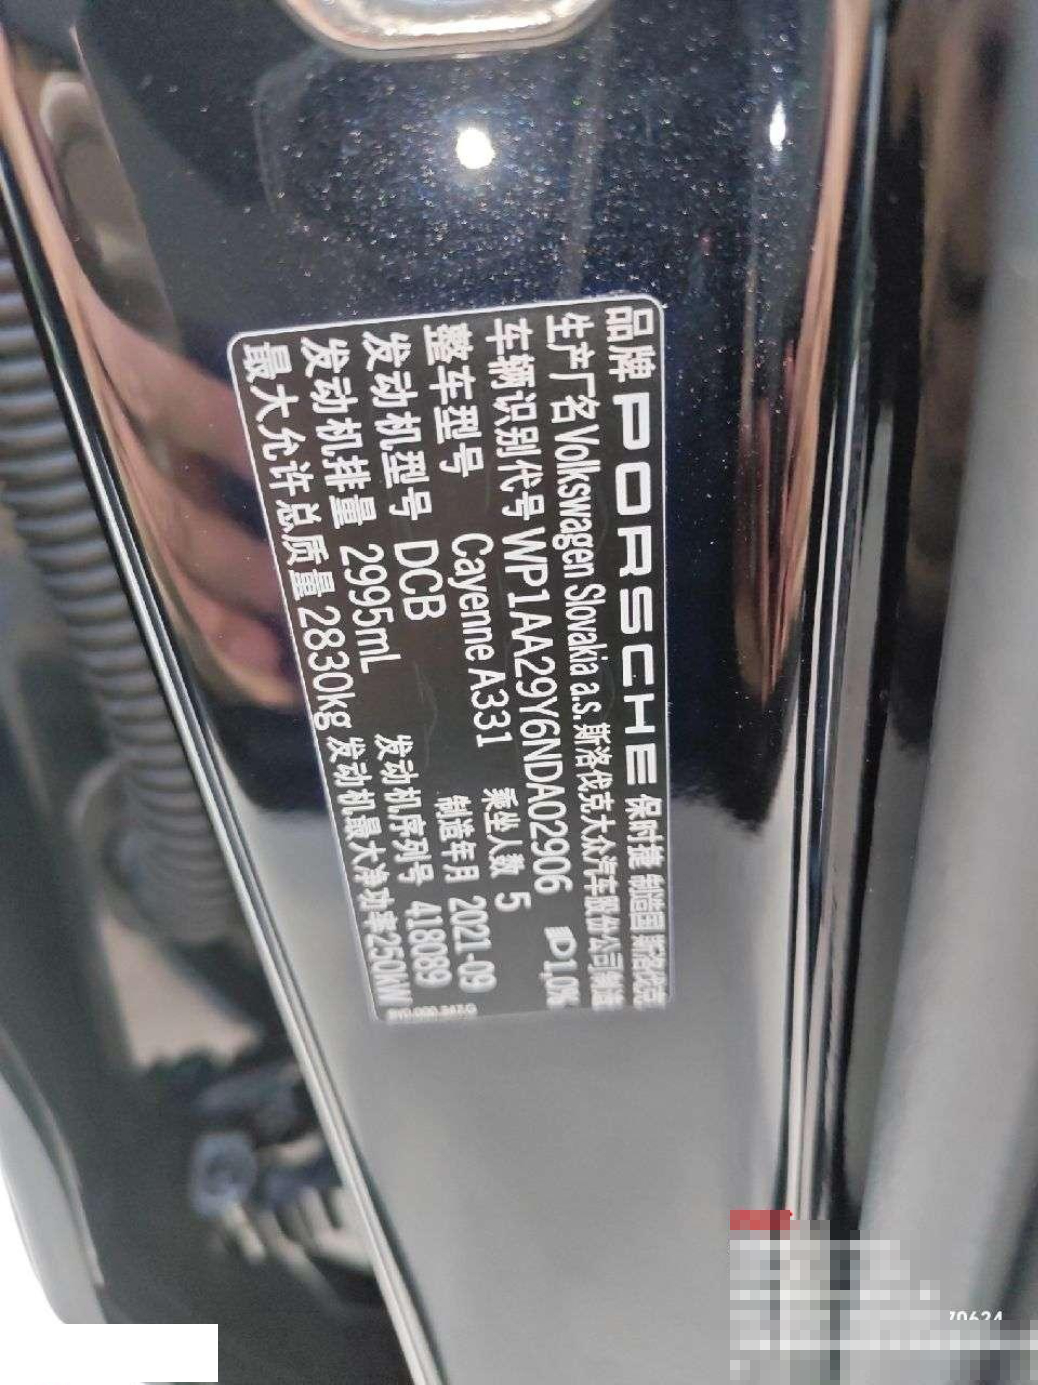 品牌 PORSCHE 保时捷 制造国 斯洛伐克
生产厂名 Volkswagen Slovakia a.s. 斯洛伐克大众汽车股份公司制造
车辆识别代号 WP1AA29Y6NDA02906
整车型号 Cayenne A331 乘坐人数 5
发动机型号 DCB 制造年月 2021-09
发动机排量 2995mL 发动机序列号 418089
最大允许总质量 2830kg 发动机最大净功率250kW
70624